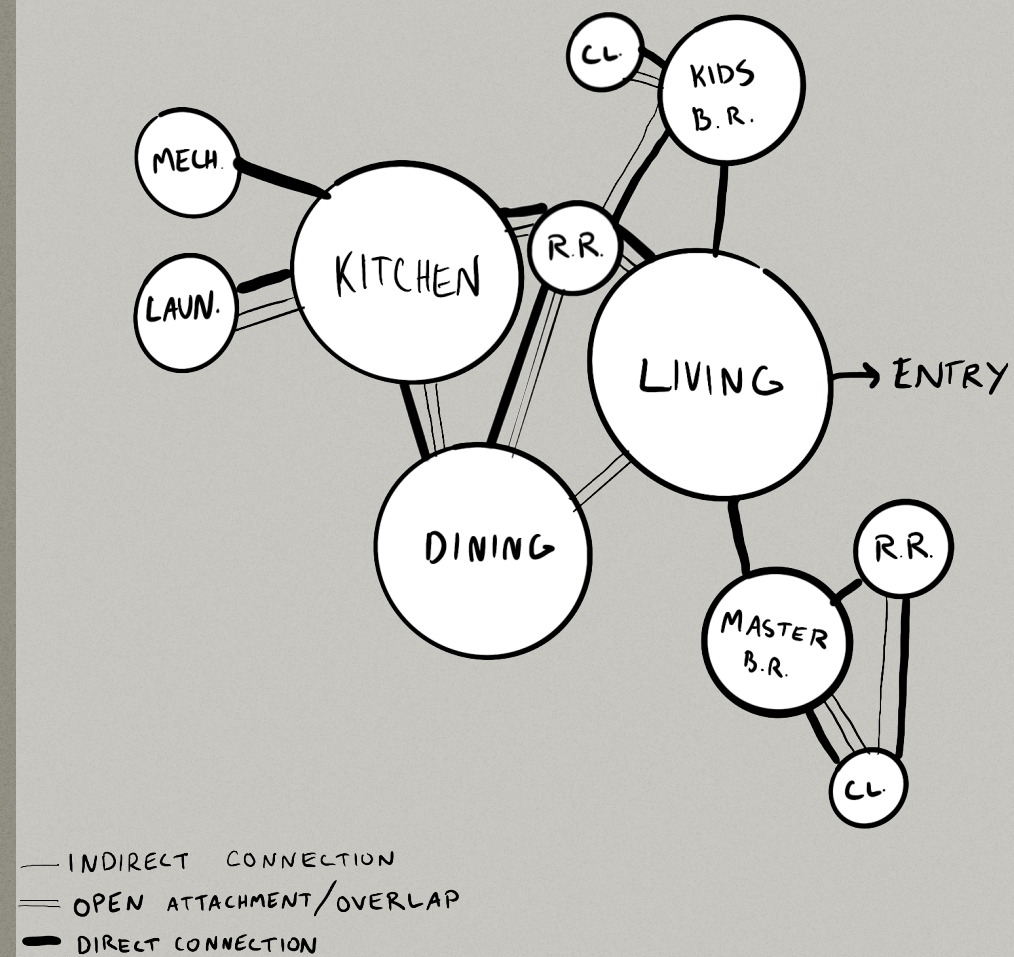 CL.
KIDS
B.R.
MECH.
R.R.
KITCHEN
LAUN.
LIVING
ENTRY
DINING
R.R.
MASTER
B.R.
CL.
INDIRECT CONNECTION
OPEN ATTACHMENT/OVERLAP
DIRECT CONNECTION